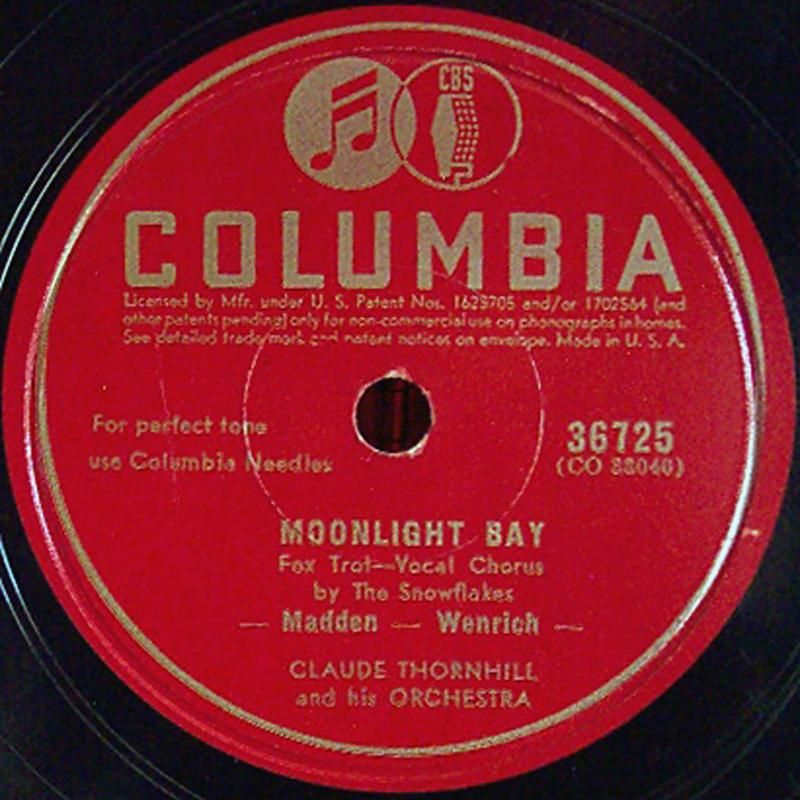 CBS
COLUMBIA
Licensed by Mfr. under U. S. Patent Nos. 1625705 and/or 1702564 (and
other patents pending) only for non-commercial use on phonographs in homes.
See detailed trade mark and patent notices on envelope. Made in U. S. A.
For perfect tone
use Columbia Needles
36725
(CO
MOONLIGHT BAY
Fox Trot—Vocal Chorus
by The Snowflakes
— Madden — Wenrich —
CLAUDE THORNHILL
and his ORCHESTRA